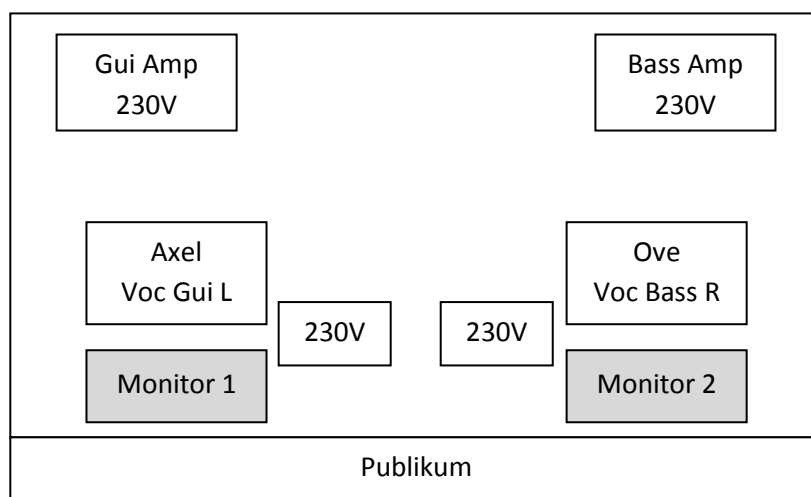 Gui Amp
230V
Bass Amp
230V
Axel
Voc Gui L
Ove
Voc Bass R
230V
230V
Monitor 1
Monitor 2
Publikum